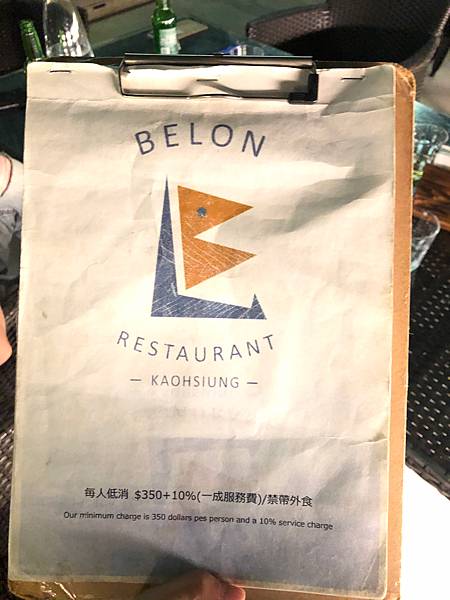 BELON
RESTAURANT
— KAOHSIUNG —
每人低消 $350+10%(一成服務費)/禁帶外食
Our minimum charge is 350 dollars pes person and a 10% service charge